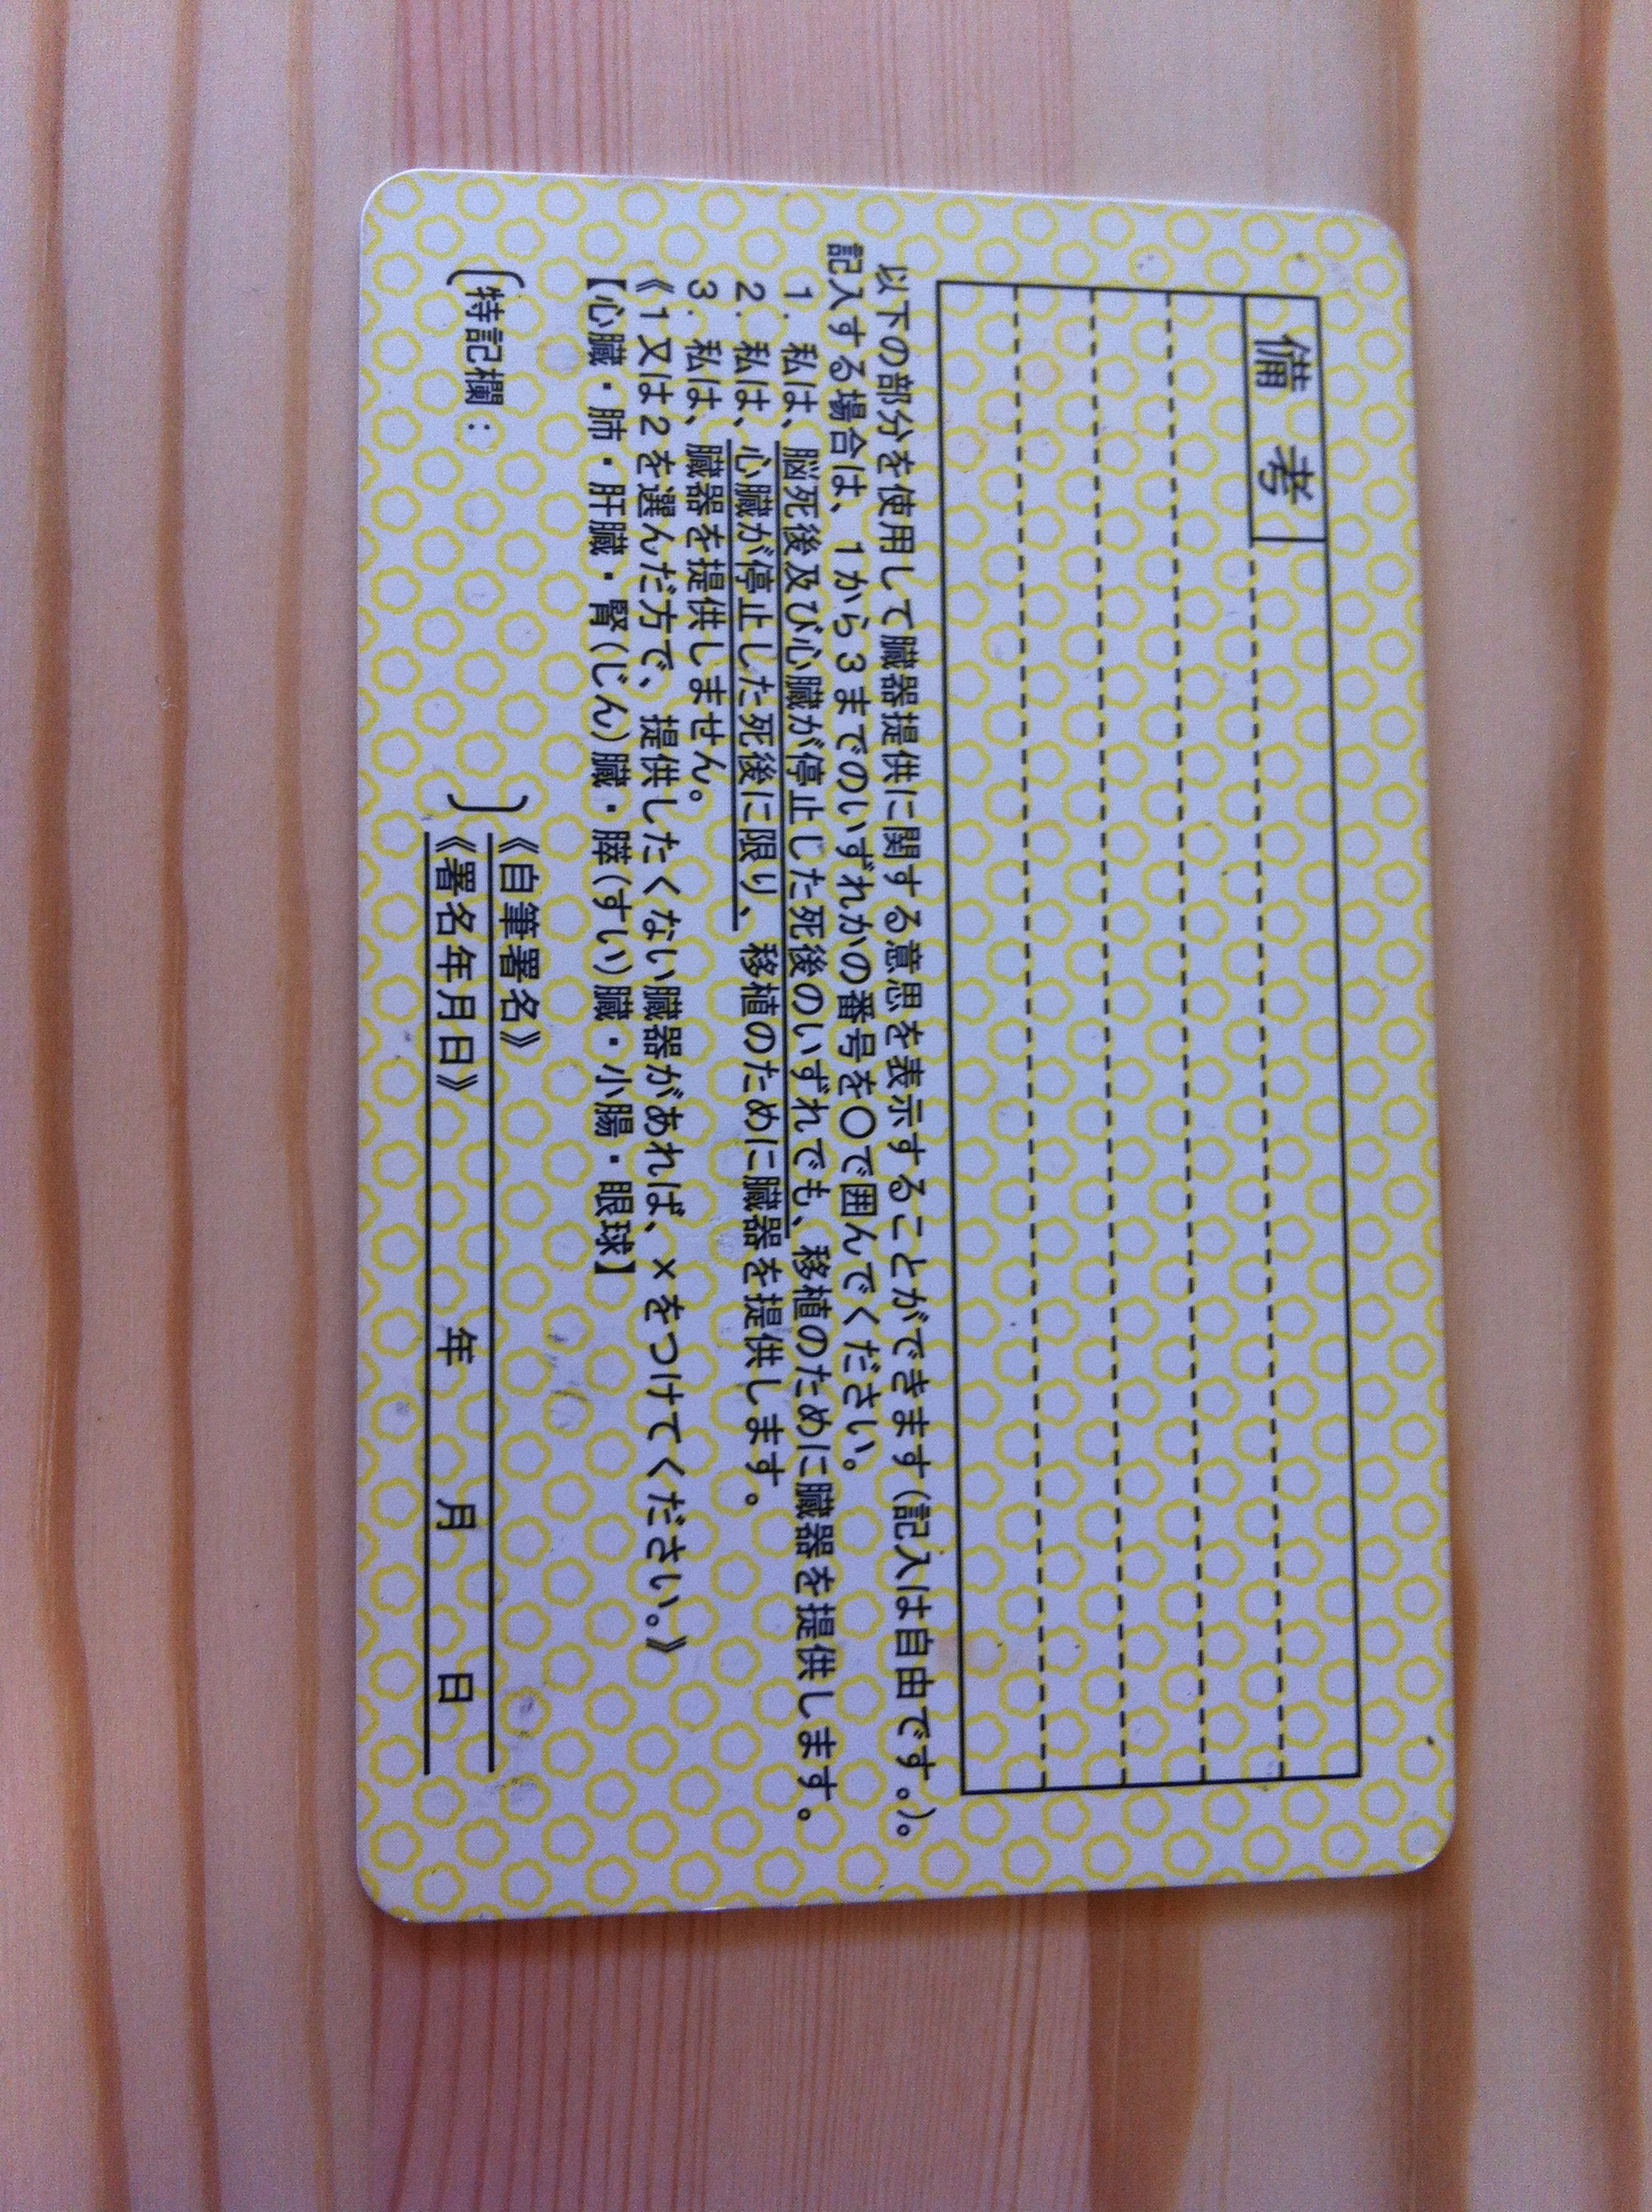 備 考
以下の部分を使用して臓器提供に関する意思を表示することができます(記入は自由です。)。
記入する場合は、1から3までのいずれかの番号を〇で囲んでください。
1. 私は、脳死後及び心臓が停止した死後のいずれでも、移植のために臓器を提供します。
2. 私は、心臓が停止した死後に限り、移植のために臓器を提供します。
3. 私は、臓器を提供しません。
《1又は2を選んだ方で、提供したくない臓器があれば、×をつけてください。》
【心臓・肺・肝臓・腎(じん)臓・膵(すい)臓・小腸・眼球】
〔特記欄: 〕
《自筆署名》
《署名年月日》 年 月 日